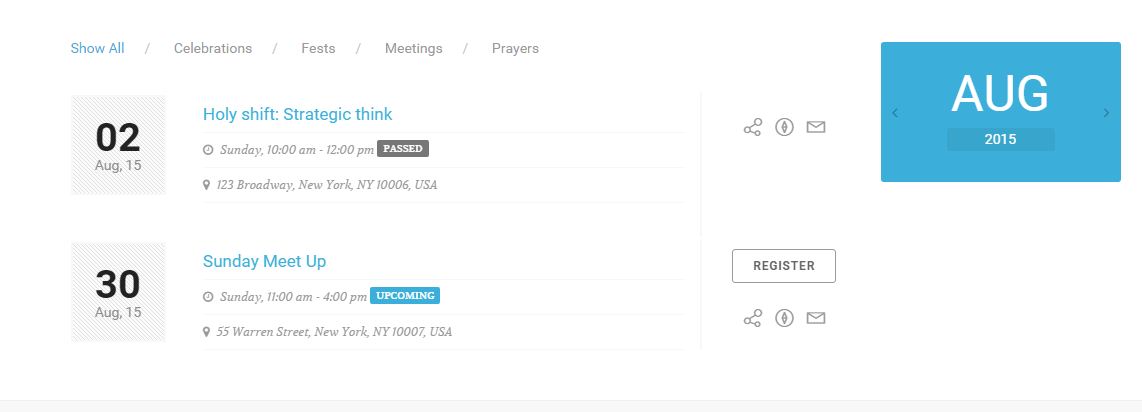 Show All / Celebrations / Fests / Meetings / Prayers
02
Aug, 15
Holy shift: Strategic think
Sunday, 10:00 am - 12:00 pm PASSED
123 Broadway, New York, NY 10006, USA
AUG
2015
30
Aug, 15
Sunday Meet Up
Sunday, 11:00 am - 4:00 pm UPCOMING
55 Warren Street, New York, NY 10007, USA
REGISTER